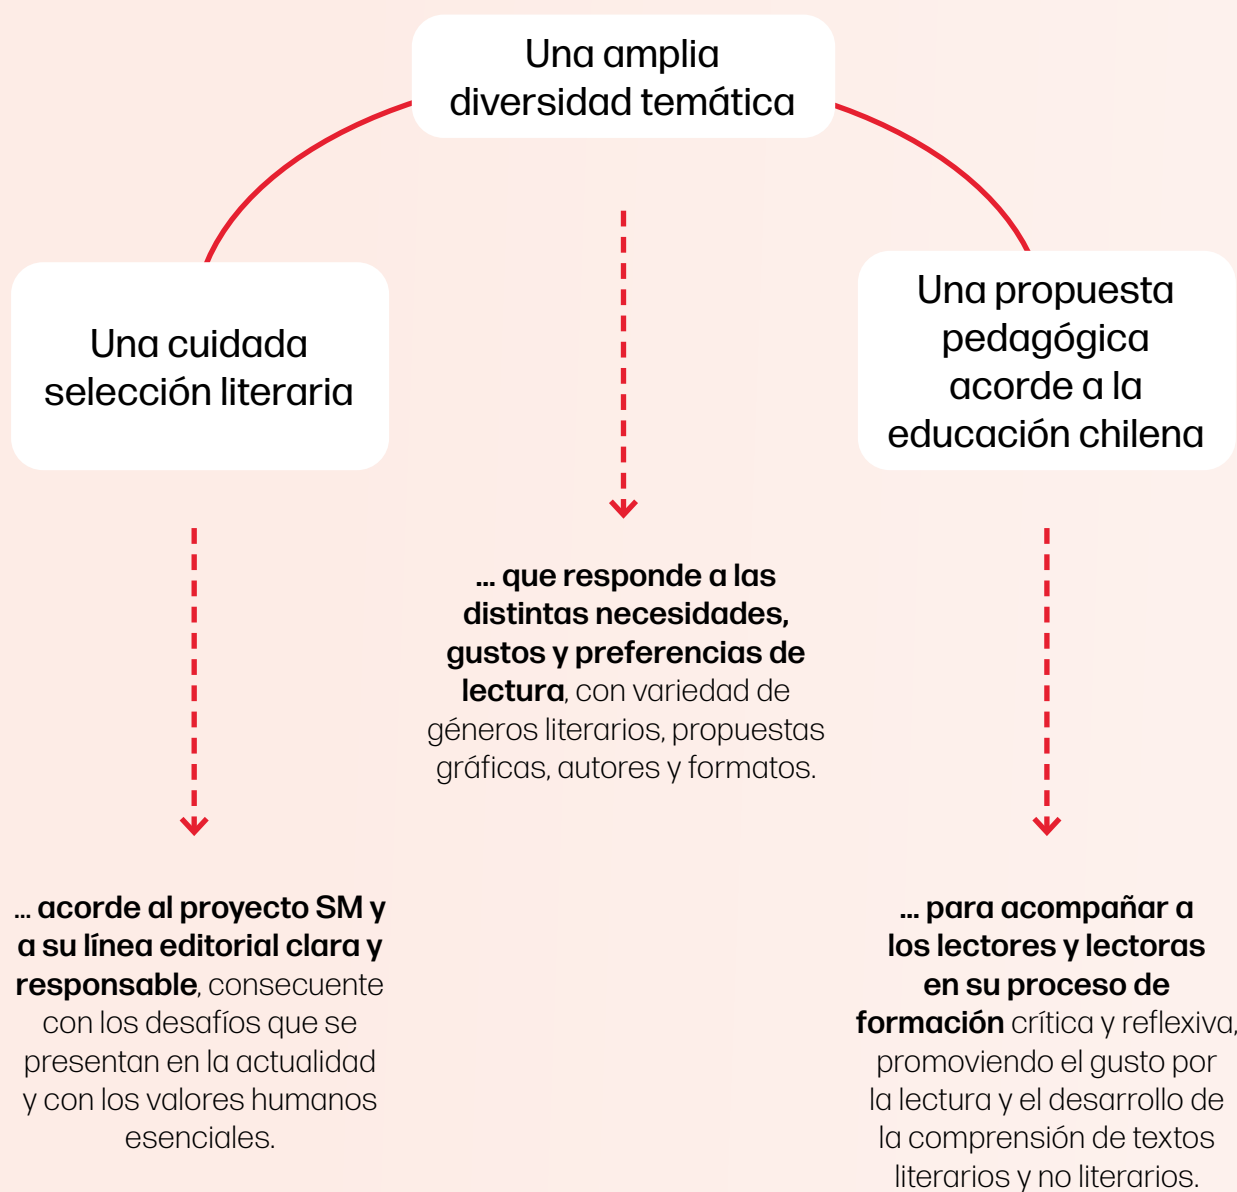 Una amplia
diversidad temática
Una cuidada
selección literaria
Una propuesta
pedagógica
acorde a la
educación chilena
... que responde a las
distintas necesidades,
gustos y preferencias de
lectura, con variedad de
géneros literarios, propuestas
gráficas, autores y formatos.
... acorde al proyecto SM y
a su línea editorial clara y
responsable, consecuente
con los desafíos que se
presentan en la actualidad
y con los valores humanos
esenciales.
... para acompañar a
los lectores y lectoras
en su proceso de
formación crítica y reflexiva,
promoviendo el gusto por
la lectura y el desarrollo de
la comprensión de textos
literarios y no literarios.